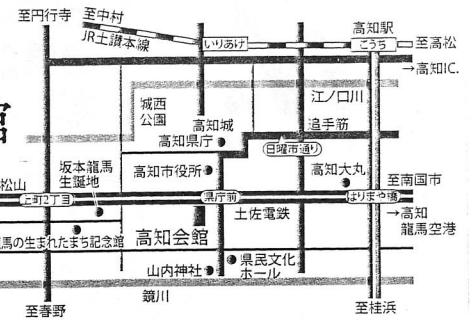 至円行寺
至中村
JR土讃本線
いりあけ
高知駅
こうち
至高松
→高知IC.
城西
公園
江ノ口川
高知城
追手筋
高知県庁
日曜市通り
館
坂本龍馬
生誕地
高知市役所
高知大丸
松山
至南国市
上町2丁目
県庁前
はりまや橋
土佐電鉄
→高知
龍馬空港
馬の生まれたまち記念館
高知会館
県民文化
ホール
山内神社
鏡川
至春野
至桂浜